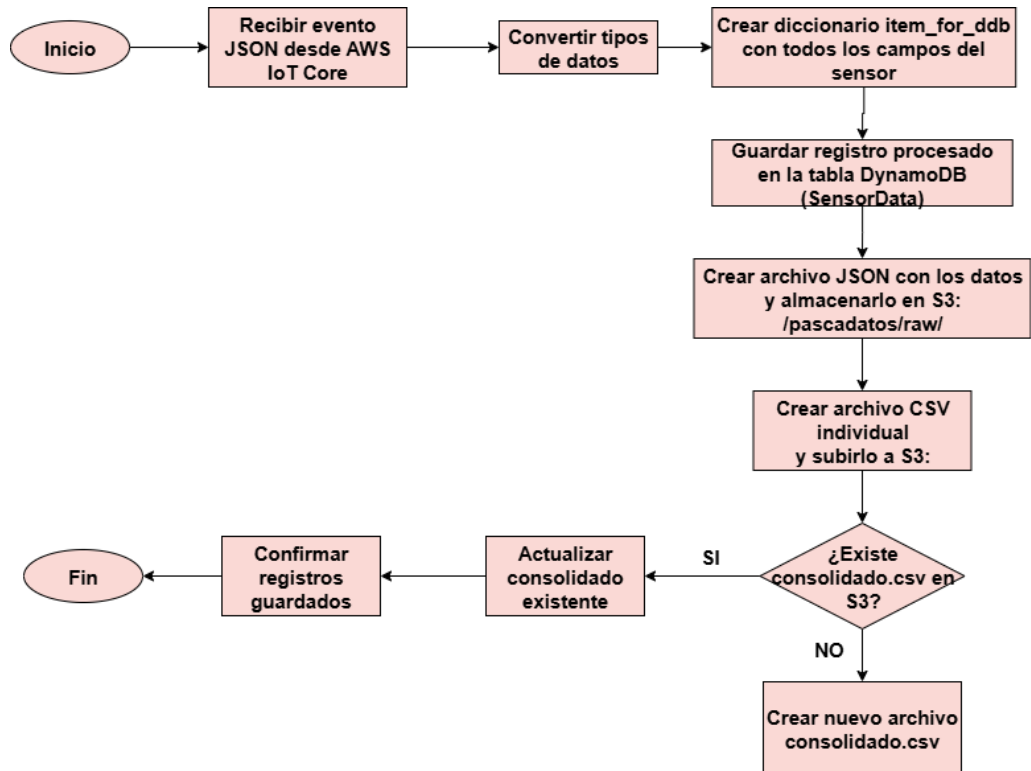 Inicio
Recibir evento
JSON desde AWS
IoT Core
Convertir tipos
de datos
Crear diccionario item_for_ddb
con todos los campos del
sensor
Guardar registro procesado
en la tabla DynamoDB
(SensorData)
Crear archivo JSON con los datos
y almacenarlo en S3:
/pascadatos/raw/
Crear archivo CSV
individual
y subirlo a S3:
¿Existe
consolidado.csv en
S3?
SI
Actualizar
consolidado
existente
Confirmar
registros
guardados
Fin
NO
Crear nuevo archivo
consolidado.csv